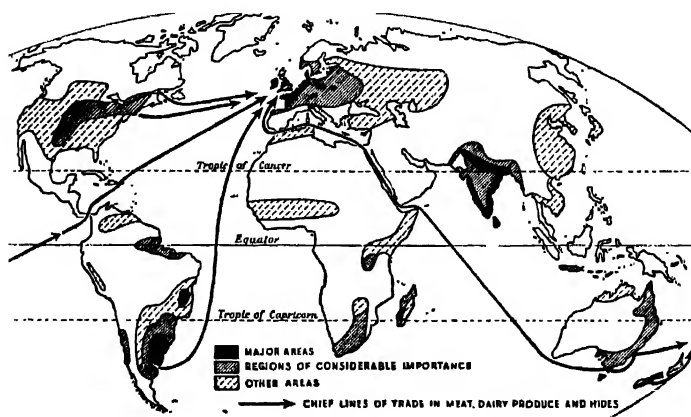 Tropic of Cancer
Equator
Tropic of Capricorn
MAJOR AREAS
REGIONS OF CONSIDERABLE IMPORTANCE
OTHER AREAS
CHIEF LINES OF TRADE IN MEAT, DAIRY PRODUCE AND HIDES